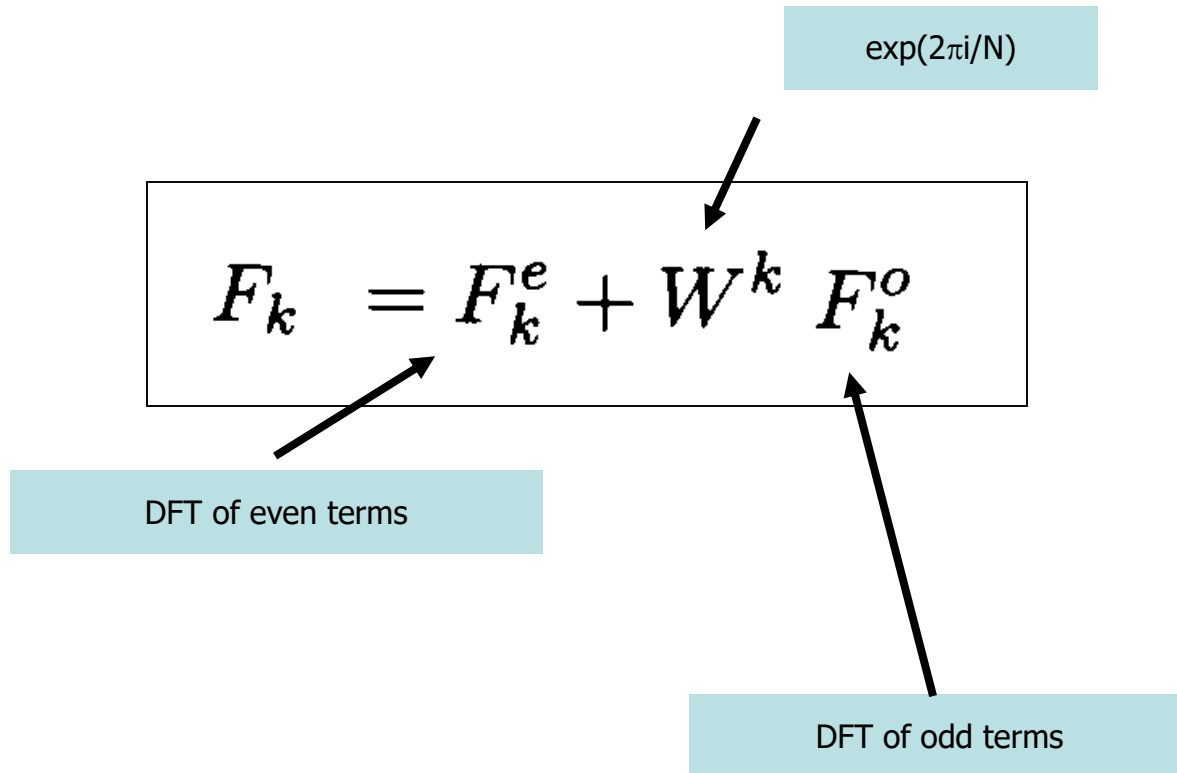 exp(2πi/N)
F_k = F_k^e + W^k F_k^o
DFT of even terms
DFT of odd terms